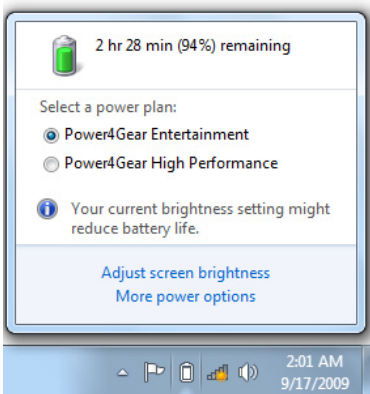 2 hr 28 min (94%) remaining
Select a power plan:
Power4Gear Entertainment
Power4Gear High Performance
Your current brightness setting might
reduce battery life.
Adjust screen brightness
More power options
2:01 AM
9/17/2009